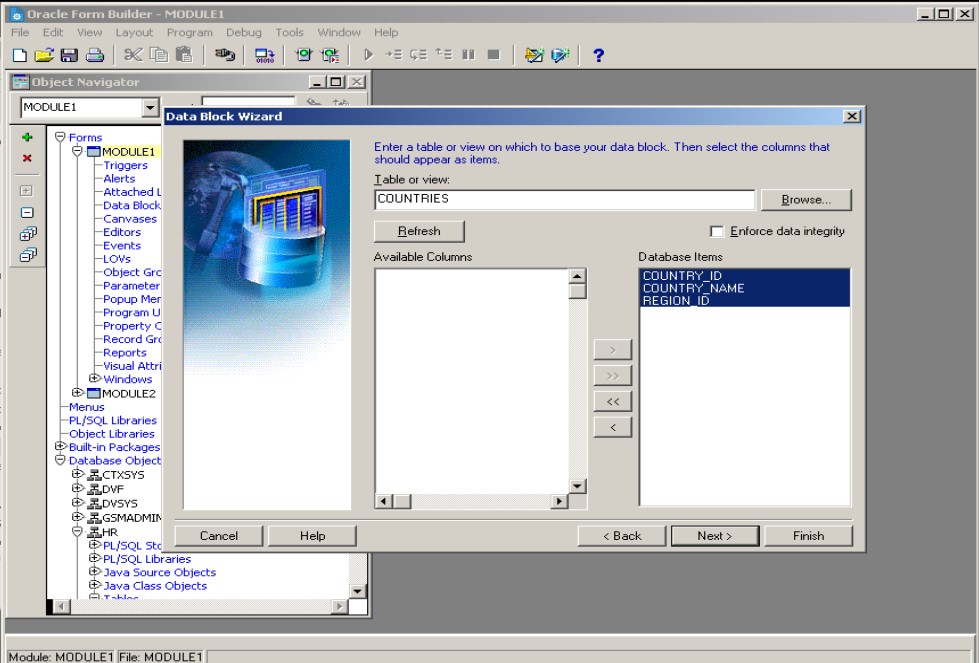 Oracle Form Builder - MODULE1
File Edit View Layout Program Debug Tools Window Help
Object Navigator
MODULE1
Forms
MODULE1
Triggers
Alerts
Attached L
Data Block
Canvases
Editors
Events
LOVs
Object Grc
Parameter
Popup Mer
Program U
Property C
Record Grc
Reports
Visual Attri
Windows
MODULE2
Menus
PL/SQL Libraries
Object Libraries
Built-in Packages
Database Object
CTXSYS
DVF
DVSYS
GSMADMIN
HR
PL/SQL Stc
PL/SQL Libraries
Java Source Objects
Java Class Objects
Tables
Data Block Wizard
Enter a table or view on which to base your data block. Then select the columns that
should appear as items.
Table or view:
COUNTRIES
Browse...
Refresh
Enforce data integrity
Available Columns
Database Items
COUNTRY_ID
COUNTRY_NAME
REGION_ID
>
>>
<<
<
Cancel Help < Back Next > Finish
Module: MODULE1 File: MODULE1